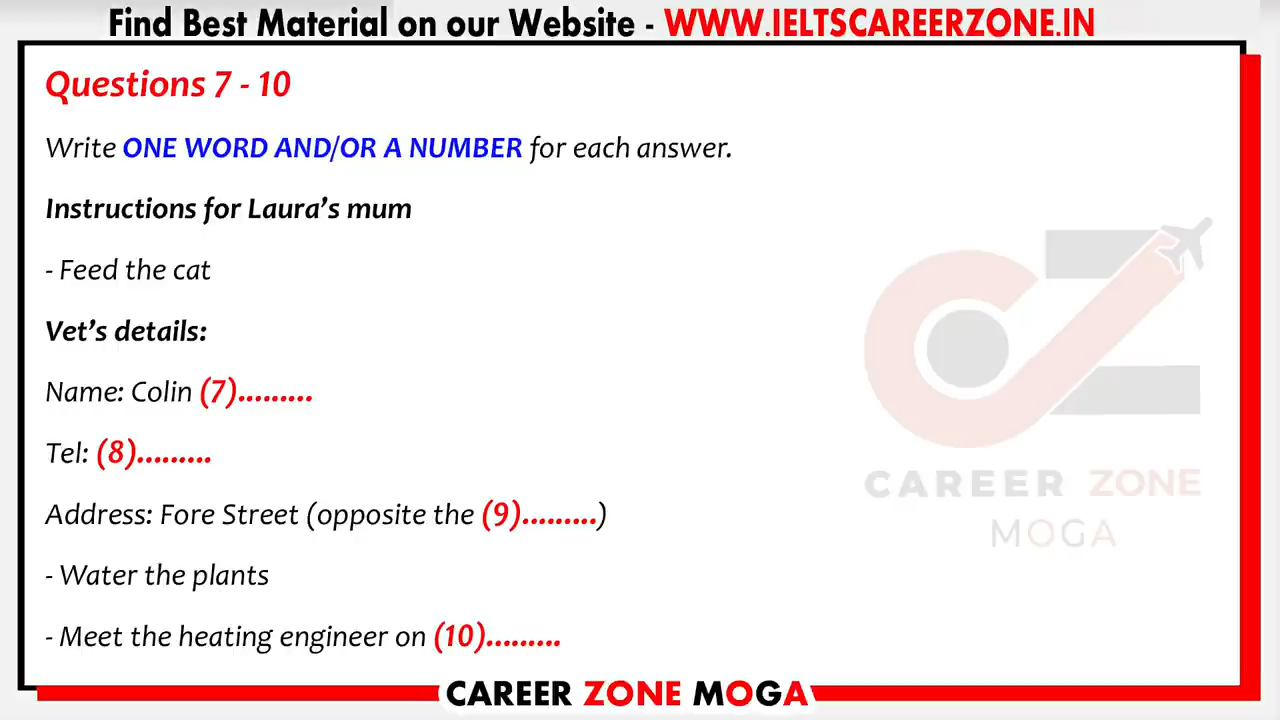 Find Best Material on our Website - WWW.IELTSCAREERZONE.IN
Questions 7 - 10
Write ONE WORD AND/OR A NUMBER for each answer.
Instructions for Laura's mum
- Feed the cat
Vet's details:
Name: Colin (7).........
Tel: (8).........
Address: Fore Street (opposite the (9).........)
- Water the plants
- Meet the heating engineer on (10).........
CAREER ZONE
MOGA
CAREER ZONE MOGA